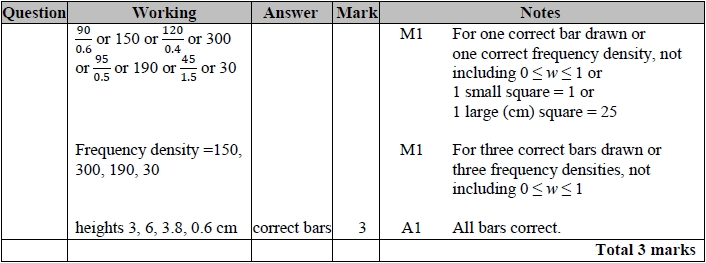 Question Working Answer Mark Notes
90/0.6 or 150 or 120/0.4 or 300 M1 For one correct bar drawn or
or 95/0.5 or 190 or 45/1.5 or 30 one correct frequency density, not
including 0 ≤ w ≤ 1 or
1 small square = 1 or
1 large (cm) square = 25
Frequency density =150, M1 For three correct bars drawn or
300, 190, 30 three frequency densities, not
including 0 ≤ w ≤ 1
heights 3, 6, 3.8, 0.6 cm correct bars 3 A1 All bars correct.
Total 3 marks